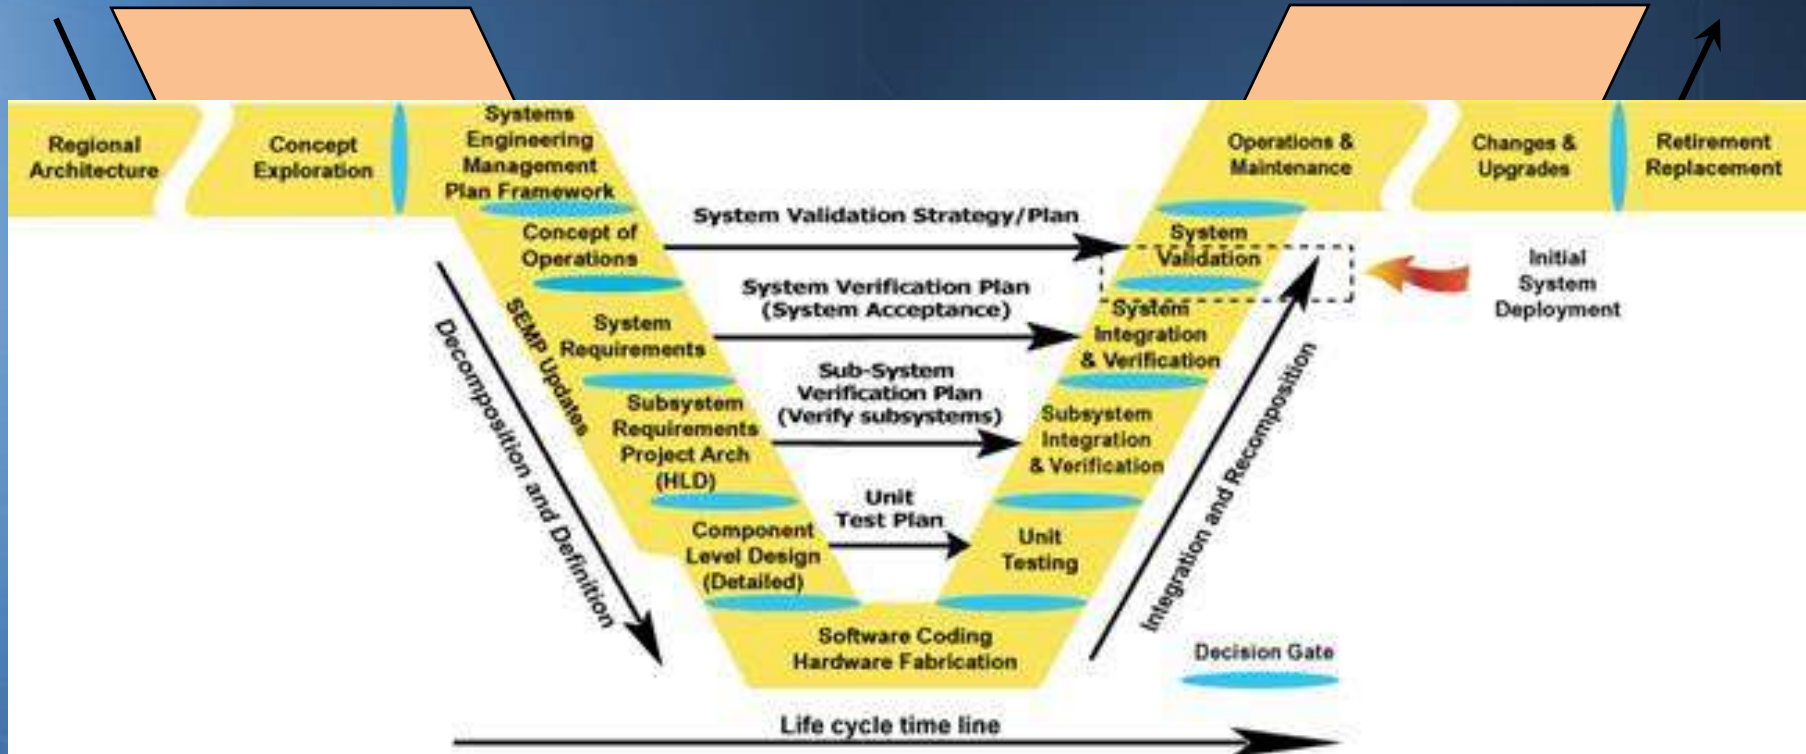 Regional
Architecture
Concept
Exploration
Systems
Engineering
Management
Plan Framework
Operations &
Maintenance
Changes &
Upgrades
Retirement
Replacement
Concept of
Operations
System Validation Strategy/Plan
System
Validation
Initial
System
Deployment
System
Requirements
System Verification Plan
(System Acceptance)
System
Integration
& Verification
SEMP Updates
Decomposition and Definition
Subsystem
Requirements
Project Arch
(HLD)
Sub-System
Verification Plan
(Verify subsystems)
Subsystem
Integration
& Verification
Integration and Recomposition
Component
Level Design
(Detailed)
Unit
Test Plan
Unit
Testing
Software Coding
Hardware Fabrication
Decision Gate
Life cycle time line